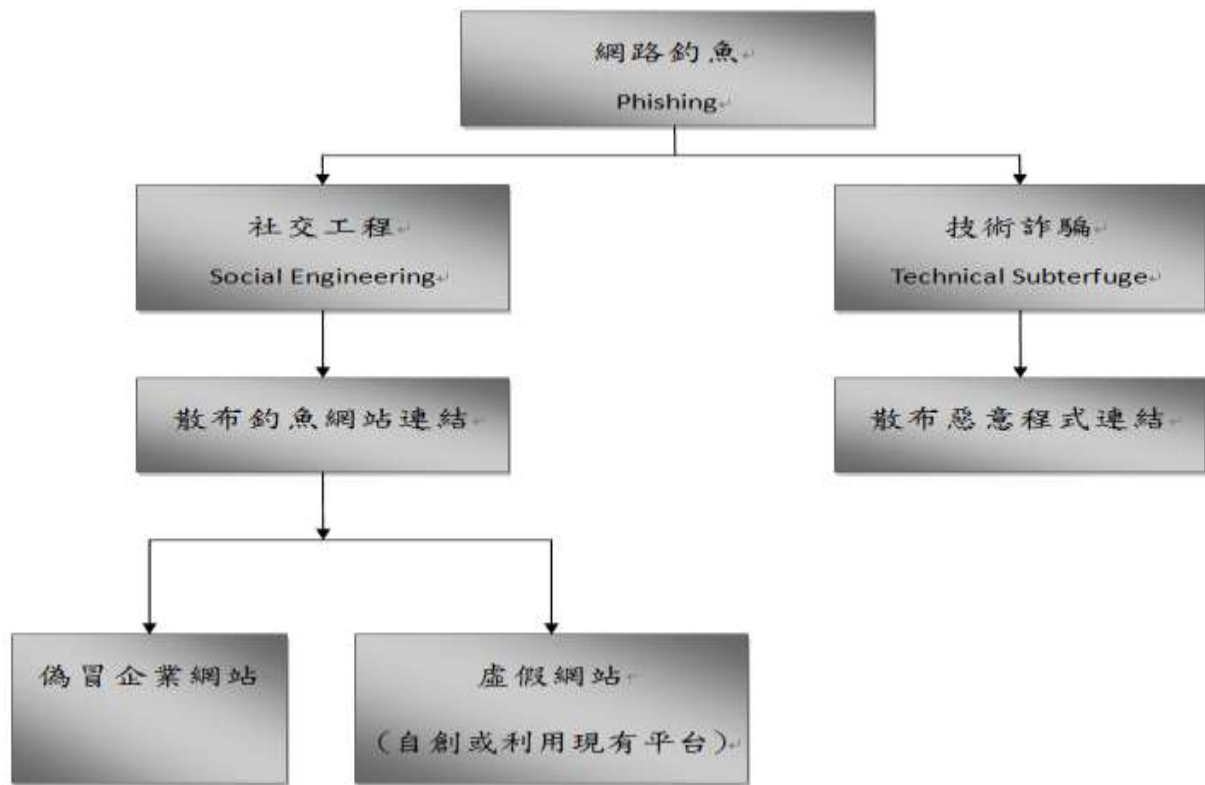 網路釣魚
Phishing
社交工程
Social Engineering
技術詐騙
Technical Subterfuge
散布釣魚網站連結
散布惡意程式連結
偽冒企業網站
虛假網站
(自創或利用現有平台)